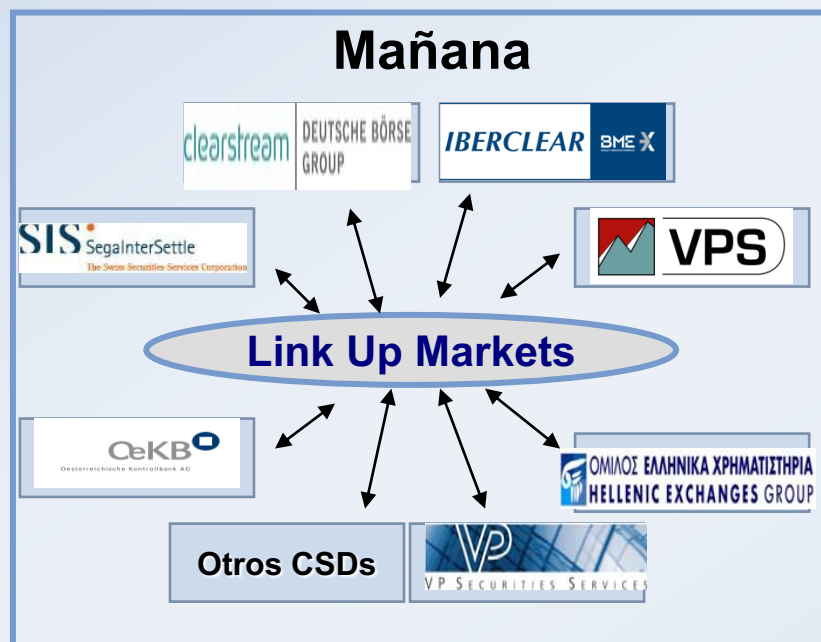 Mañana
clearstream
DEUTSCHE BÖRSE
GROUP
IBERCLEAR
BME X
SIS
SegaInterSettle
The Swiss Securities Services Corporation
VPS
Link Up Markets
OeKB
Oesterreichische Kontrollbank AG
ΟΜΙΛΟΣ ΕΛΛΗΝΙΚΑ ΧΡΗΜΑΤΙΣΤΗΡΙΑ
HELLENIC EXCHANGES GROUP
Otros CSDs
VP
VP SECURITIES SERVICES